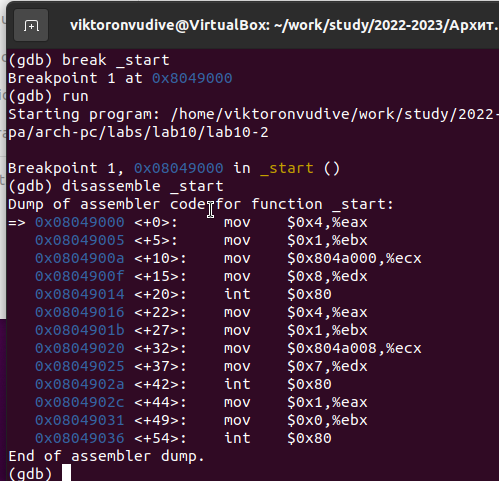 viktoronvudive@VirtualBox: ~/work/study/2022-2023/Архит.
(gdb) break _start
Breakpoint 1 at 0x8049000
(gdb) run
Starting program: /home/viktoronvudive/work/study/2022-
pa/arch-pc/labs/lab10/lab10-2
Breakpoint 1, 0x08049000 in _start ()
(gdb) disassemble _start
Dump of assembler code for function _start:
=> 0x08049000 <+0>: mov $0x4,%eax
0x08049005 <+5>: mov $0x1,%ebx
0x0804900a <+10>: mov $0x804a000,%ecx
0x0804900f <+15>: mov $0x8,%edx
0x08049014 <+20>: int $0x80
0x08049016 <+22>: mov $0x4,%eax
0x0804901b <+27>: mov $0x1,%ebx
0x08049020 <+32>: mov $0x804a008,%ecx
0x08049025 <+37>: mov $0x7,%edx
0x0804902a <+42>: int $0x80
0x0804902c <+44>: mov $0x1,%eax
0x08049031 <+49>: mov $0x0,%ebx
0x08049036 <+54>: int $0x80
End of assembler dump.
(gdb)